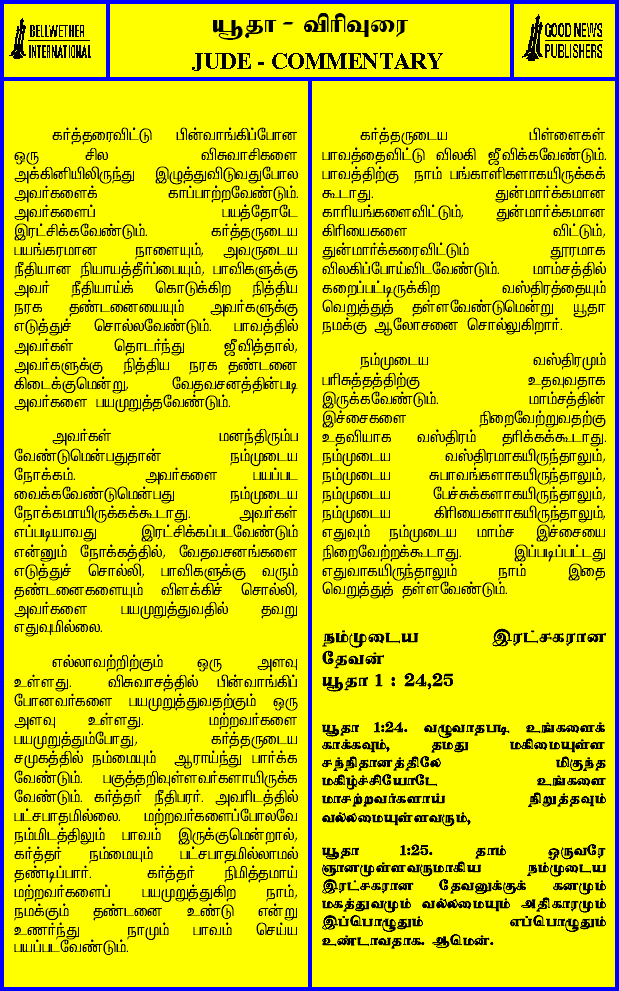 BELLWETHER
INTERNATIONAL
யூதா - விரிவுரை
JUDE - COMMENTARY
GOOD NEWS
PUBLISHERS
கர்த்தரைவிட்டு பின்வாங்கிப்போன
ஒரு சில விசுவாசிகளை
அக்கினியிலிருந்து இழுத்துவிடுவதுபோல
அவர்களைக் காப்பாற்றவேண்டும்.
அவர்களைப் பயத்தோடே
இரட்சிக்கவேண்டும். கர்த்தருடைய
பயங்கரமான நாளையும், அவருடைய
நீதியான நியாயத்தீர்ப்பையும், பாவிகளுக்கு
அவர் நீதியாய்க் கொடுக்கிற நித்திய
நரக தண்டனையையும் அவர்களுக்கு
எடுத்துச் சொல்லவேண்டும். பாவத்தில்
அவர்கள் தொடர்ந்து ஜீவித்தால்,
அவர்களுக்கு நித்திய நரக தண்டனை
கிடைக்குமென்று, வேதவசனத்தின்படி
அவர்களை பயமுறுத்தவேண்டும்.
அவர்கள் மனந்திரும்ப
வேண்டுமென்பதுதான் நம்முடைய
நோக்கம். அவர்களை பயப்பட
வைக்கவேண்டுமென்பது நம்முடைய
நோக்கமாயிருக்கக்கூடாது. அவர்கள்
எப்படியாவது இரட்சிக்கப்படவேண்டும்
என்னும் நோக்கத்தில், வேதவசனங்களை
எடுத்துச் சொல்லி, பாவிகளுக்கு வரும்
தண்டனைகளையும் விளக்கிச் சொல்லி,
அவர்களை பயமுறுத்துவதில் தவறு
எதுவுமில்லை.
எல்லாவற்றிற்கும் ஒரு அளவு
உள்ளது. விசுவாசத்தில் பின்வாங்கிப்
போனவர்களை பயமுறுத்துவதற்கும் ஒரு
அளவு உள்ளது. மற்றவர்களை
பயமுறுத்தும்போது, கர்த்தருடைய
சமுகத்தில் நம்மையும் ஆராய்ந்து பார்க்க
வேண்டும். பகுத்தறிவுள்ளவர்களாயிருக்க
வேண்டும். கர்த்தர் நீதிபரர். அவரிடத்தில்
பட்சபாதமில்லை. மற்றவர்களைப்போலவே
நம்மிடத்திலும் பாவம் இருக்குமென்றால்,
கர்த்தர் நம்மையும் பட்சபாதமில்லாமல்
தண்டிப்பார். கர்த்தர் நிமித்தமாய்
மற்றவர்களைப் பயமுறுத்துகிற நாம்,
நமக்கும் தண்டனை உண்டு என்று
உணர்ந்து நாமும் பாவம் செய்ய
பயப்படவேண்டும்.
கர்த்தருடைய பிள்ளைகள்
பாவத்தைவிட்டு விலகி ஜீவிக்கவேண்டும்.
பாவத்திற்கு நாம் பங்காளிகளாகயிருக்கக்
கூடாது. துன்மார்க்கமான
காரியங்களைவிட்டும், துன்மார்க்கமான
கிரியைகளை விட்டும்,
துன்மார்க்கரைவிட்டும் தூரமாக
விலகிப்போய்விடவேண்டும். மாம்சத்தில்
கறைப்பட்டிருக்கிற வஸ்திரத்தையும்
வெறுத்துத் தள்ளவேண்டுமென்று யூதா
நமக்கு ஆலோசனை சொல்லுகிறார்.
நம்முடைய வஸ்திரமும்
பரிசுத்தத்திற்கு உதவுவதாக
இருக்கவேண்டும். மாம்சத்தின்
இச்சைகளை நிறைவேற்றுவதற்கு
உதவியாக வஸ்திரம் தரிக்கக்கூடாது.
நம்முடைய வஸ்திரமாகயிருந்தாலும்,
நம்முடைய சுபாவங்களாகயிருந்தாலும்,
நம்முடைய பேச்சுக்களாகயிருந்தாலும்,
நம்முடைய கிரியைகளாகயிருந்தாலும்,
எதுவும் நம்முடைய மாம்ச இச்சையை
நிறைவேற்றக்கூடாது. இப்படிப்பட்டது
எதுவாகயிருந்தாலும் நாம் இதை
வெறுத்துத் தள்ளவேண்டும்.
நம்முடைய இரட்சகரான
தேவன்
யூதா 1 : 24,25
யூதா 1:24. வழுவாதபடி உங்களைக்
காக்கவும், தமது மகிமையுள்ள
சந்நிதானத்திலே மிகுந்த
மகிழ்ச்சியோடே உங்களை
மாசற்றவர்களாய் நிறுத்தவும்
வல்லமையுள்ளவரும்,
யூதா 1:25. தாம் ஒருவரே
ஞானமுள்ளவருமாகிய நம்முடைய
இரட்சகரான தேவனுக்குக் கனமும்
மகத்துவமும் வல்லமையும் அதிகாரமும்
இப்பொழுதும் எப்பொழுதும்
உண்டாவதாக. ஆமென்.